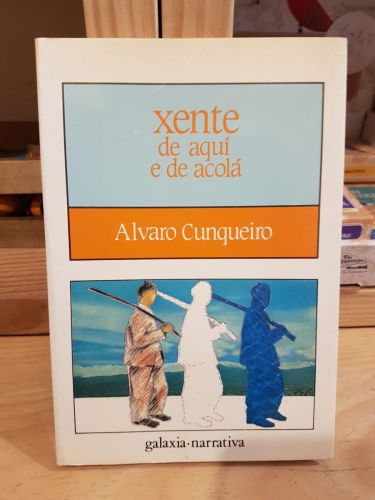 xente
de aquí
e de acolá
Alvaro Cunqueiro
galaxia·narrativa